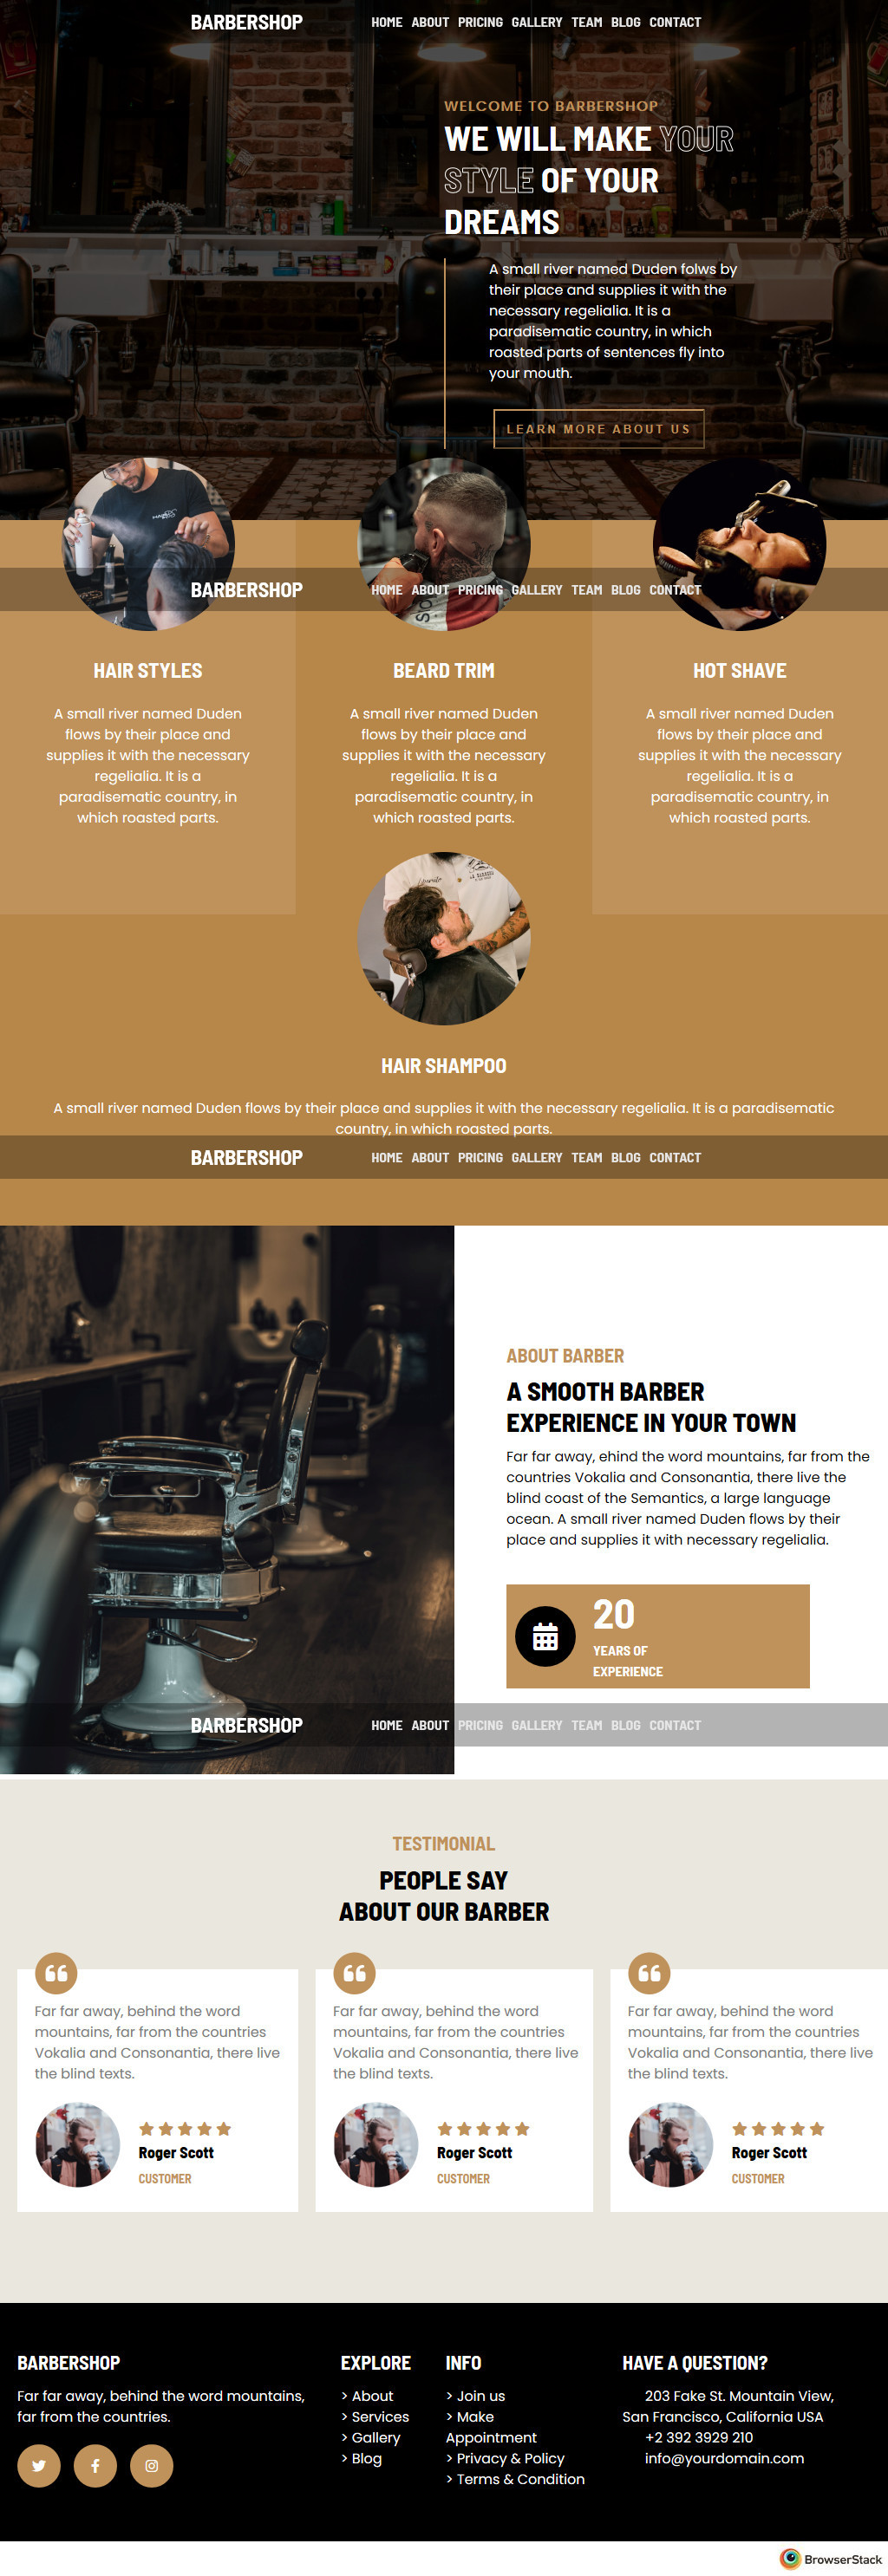 BARBERSHOP HOME ABOUT PRICING GALLERY TEAM BLOG CONTACT
WELCOME TO BARBERSHOP
WE WILL MAKE YOUR
STYLE OF YOUR
DREAMS
A small river named Duden folws by
their place and supplies it with the
necessary regelialia. It is a
paradisematic country, in which
roasted parts of sentences fly into
your mouth.
LEARN MORE ABOUT US
BARBERSHOP HOME ABOUT PRICING GALLERY TEAM BLOG CONTACT
HAIR STYLES
A small river named Duden
flows by their place and
supplies it with the necessary
regelialia. It is a
paradisematic country, in
which roasted parts.
BEARD TRIM
A small river named Duden
flows by their place and
supplies it with the necessary
regelialia. It is a
paradisematic country, in
which roasted parts.
HOT SHAVE
A small river named Duden
flows by their place and
supplies it with the necessary
regelialia. It is a
paradisematic country, in
which roasted parts.
HAIR SHAMPOO
A small river named Duden flows by their place and supplies it with the necessary regelialia. It is a paradisematic
country, in which roasted parts.
BARBERSHOP HOME ABOUT PRICING GALLERY TEAM BLOG CONTACT
ABOUT BARBER
A SMOOTH BARBER
EXPERIENCE IN YOUR TOWN
Far far away, ehind the word mountains, far from the
countries Vokalia and Consonantia, there live the
blind coast of the Semantics, a large language
ocean. A small river named Duden flows by their
place and supplies it with necessary regelialia.
20
YEARS OF
EXPERIENCE
BARBERSHOP HOME ABOUT PRICING GALLERY TEAM BLOG CONTACT
TESTIMONIAL
PEOPLE SAY
ABOUT OUR BARBER
Far far away, behind the word
mountains, far from the countries
Vokalia and Consonantia, there live
the blind texts.
Roger Scott
CUSTOMER
Far far away, behind the word
mountains, far from the countries
Vokalia and Consonantia, there live
the blind texts.
Roger Scott
CUSTOMER
Far far away, behind the word
mountains, far from the countries
Vokalia and Consonantia, there live
the blind texts.
Roger Scott
CUSTOMER
BARBERSHOP
Far far away, behind the word mountains,
far from the countries.
EXPLORE
> About
> Services
> Gallery
> Blog
INFO
> Join us
> Make
Appointment
> Privacy & Policy
> Terms & Condition
HAVE A QUESTION?
203 Fake St. Mountain View,
San Francisco, California USA
+2 392 3929 210
info@yourdomain.com
BrowserStack